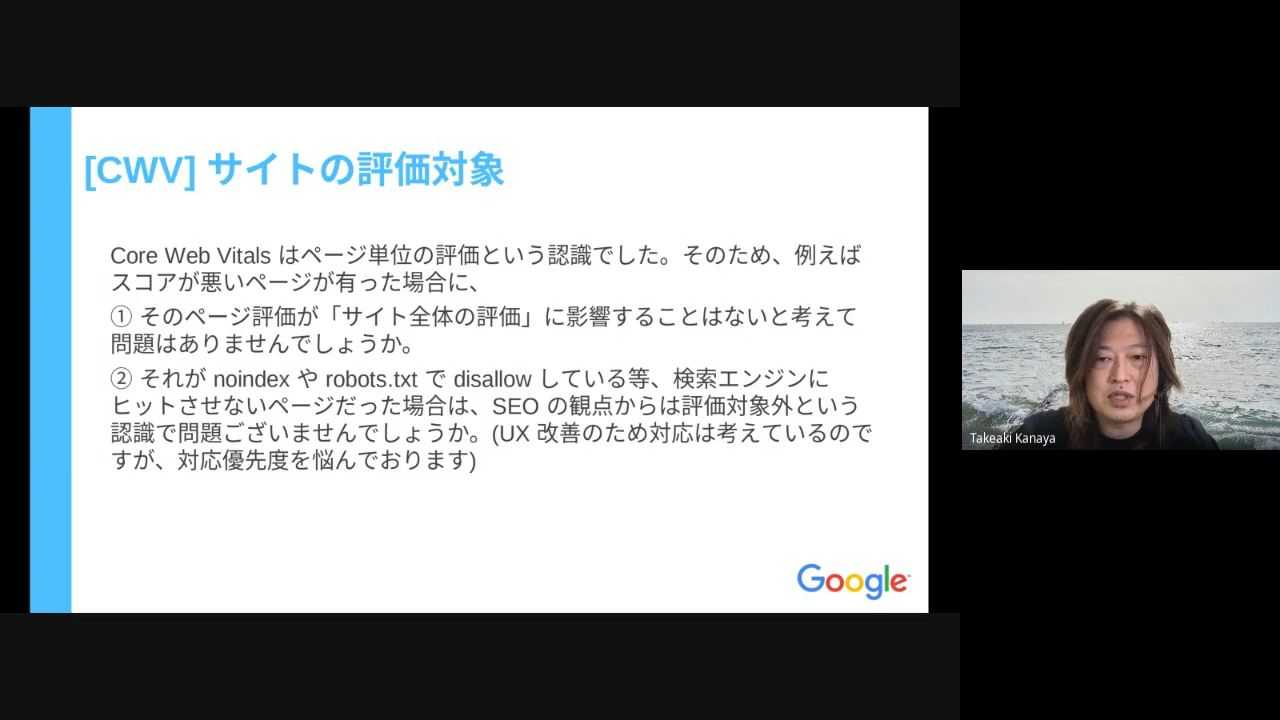 [CWV] サイトの評価対象
Core Web Vitals はページ単位の評価という認識でした。そのため、例えば
スコアが悪いページが有った場合に、
① そのページ評価が「サイト全体の評価」に影響することはないと考えて
問題はありませんでしょうか。
② それが noindex や robots.txt で disallow している等、検索エンジンに
ヒットさせないページだった場合は、SEO の観点からは評価対象外という
認識で問題ございませんでしょうか。(UX 改善のため対応は考えているので
すが、対応優先度を悩んでおります)
Google
Takeaki Kanaya